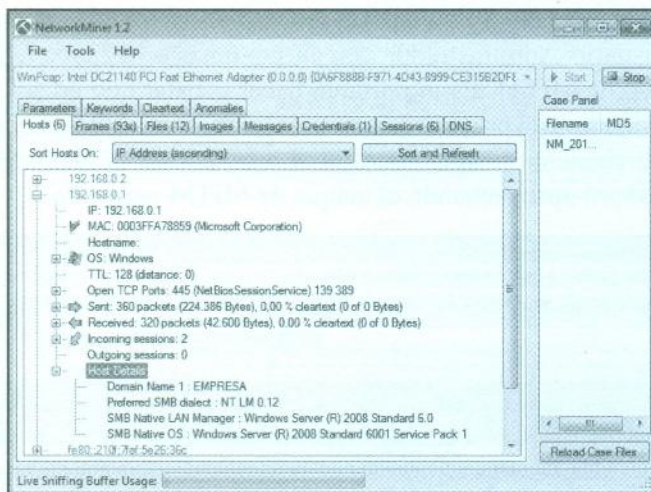 NetworkMiner 1.2
File Tools Help
WinPcap: Intel DC21140 PCI Fast Ethernet Adapter (0.0.0.0)
Start Stop
Parameters Keywords Cleartext Anomalies
Hosts (6) Frames (93x) Files (12) Images Messages Credentials (1) Sessions (6) DNS
Sort Hosts On: IP Address (ascending) Sort and Refresh
192.168.0.2
192.168.0.1
IP: 192.168.0.1
MAC: 0003FFA78859 (Microsoft Corporation)
Hostname:
OS: Windows
TTL: 128 (distance: 0)
Open TCP Ports: 445 (NetBiosSessionService) 139 389
Sent: 360 packets (224.386 Bytes), 0,00 % cleartext (0 of 0 Bytes)
Received: 320 packets (42.600 Bytes), 0,00 % cleartext (0 of 0 Bytes)
Incoming sessions: 2
Outgoing sessions: 0
Host Details
Domain Name 1 : EMPRESA
Preferred SMB dialect : NT LM 0.12
SMB Native LAN Manager : Windows Server (R) 2008 Standard 6.0
SMB Native OS : Windows Server (R) 2008 Standard 6001 Service Pack 1
Case Panel
Filename MD5
NM_201...
Reload Case Files
Live Sniffing Buffer Usage: